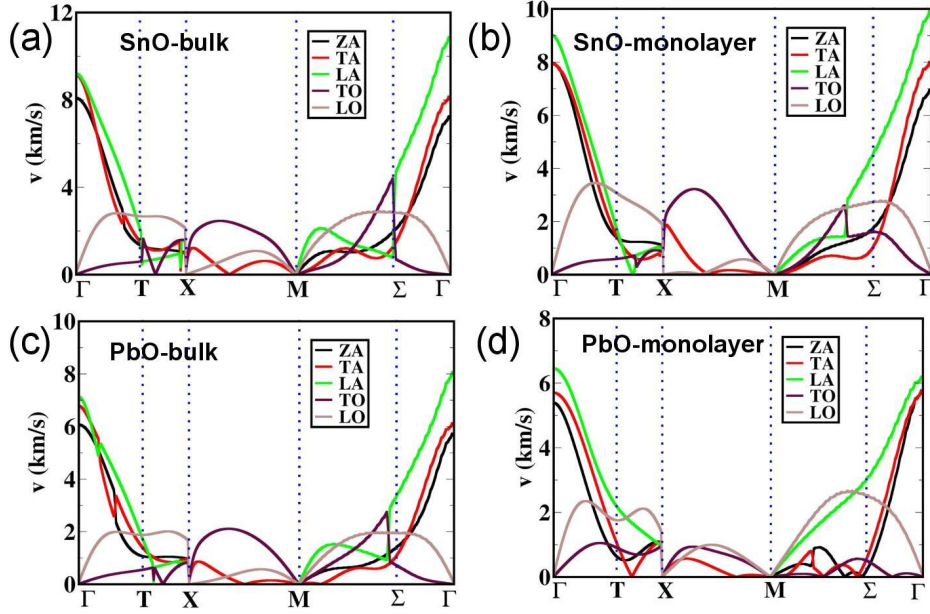 (a)
SnO-bulk
v (km/s)
12
8
4
0
ZA
TA
LA
TO
LO
Γ T X M Σ Γ
(b)
SnO-monolayer
v (km/s)
10
8
6
4
2
0
ZA
TA
LA
TO
LO
Γ T X M Σ Γ
(c)
PbO-bulk
v (km/s)
10
8
6
4
2
0
ZA
TA
LA
TO
LO
Γ T X M Σ Γ
(d)
PbO-monolayer
v (km/s)
8
6
4
2
0
ZA
TA
LA
TO
LO
Γ T X M Σ Γ